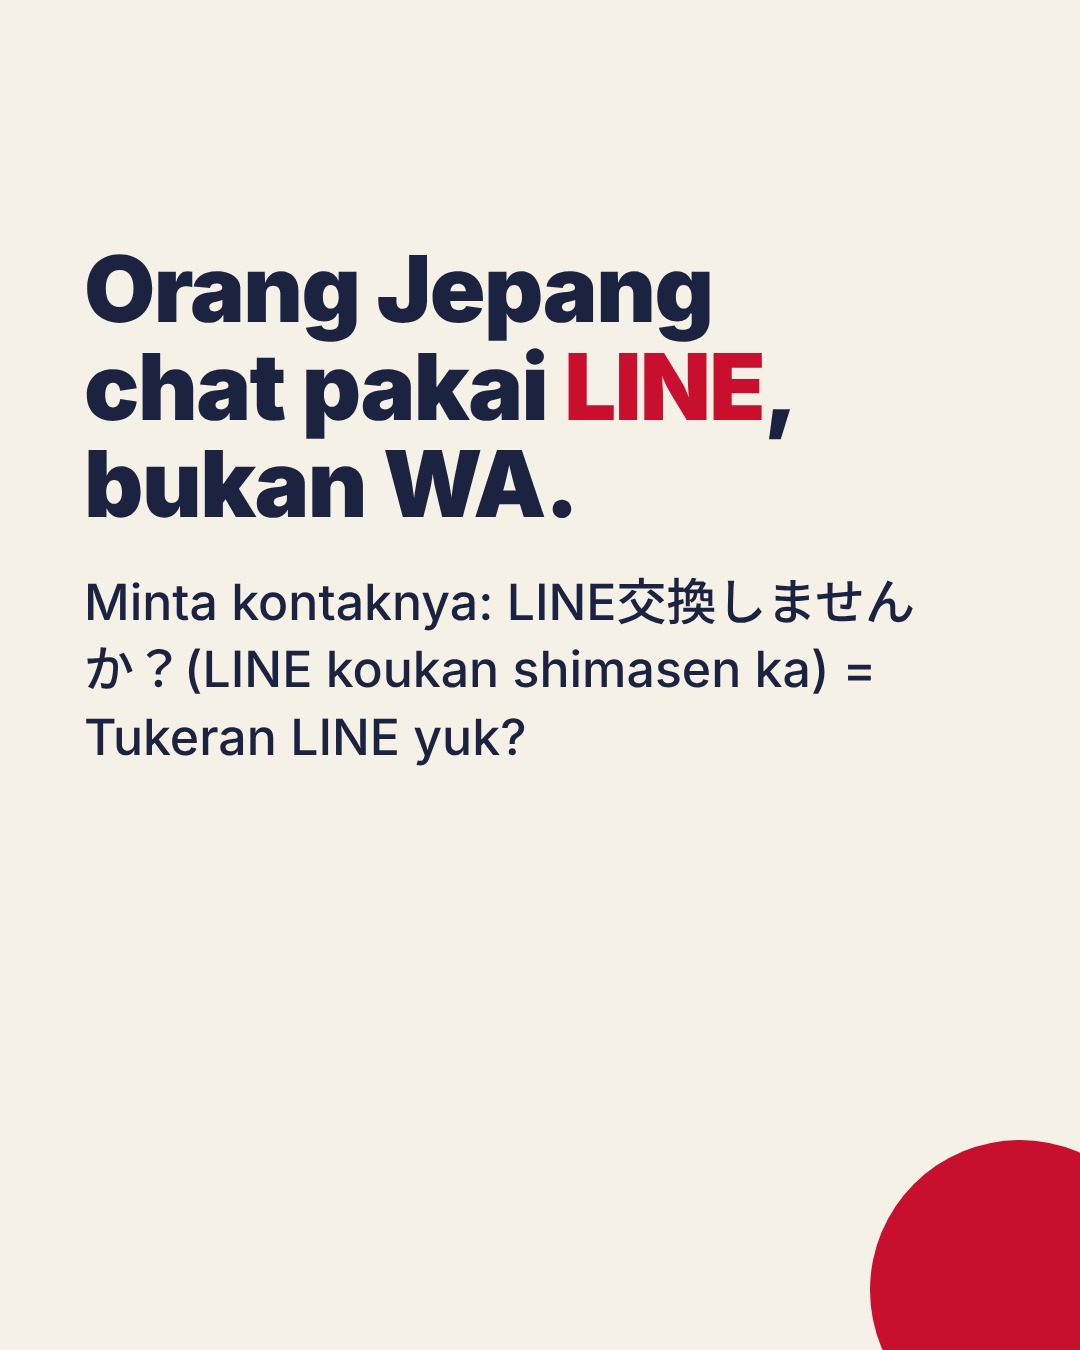 Orang Jepang
chat pakai LINE,
bukan WA.
Minta kontaknya: LINE交換しません
か？(LINE koukan shimasen ka) =
Tukeran LINE yuk?